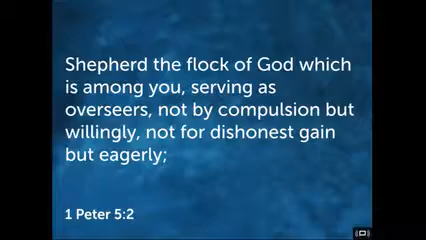 Shepherd the flock of God which
is among you, serving as
overseers, not by compulsion but
willingly, not for dishonest gain
but eagerly;
1 Peter 5:2